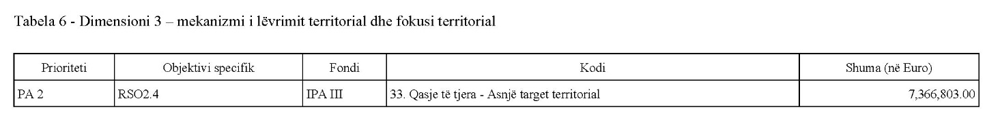 Tabela 6 - Dimensioni 3 – mekanizmi i lëvrimit territorial dhe fokusi territorial
Prioriteti Objektivi specifik Fondi Kodi Shuma (në Euro)
PA 2 RSO2.4 IPA III 33. Qasje të tjera - Asnjë target territorial 7,366,803.00